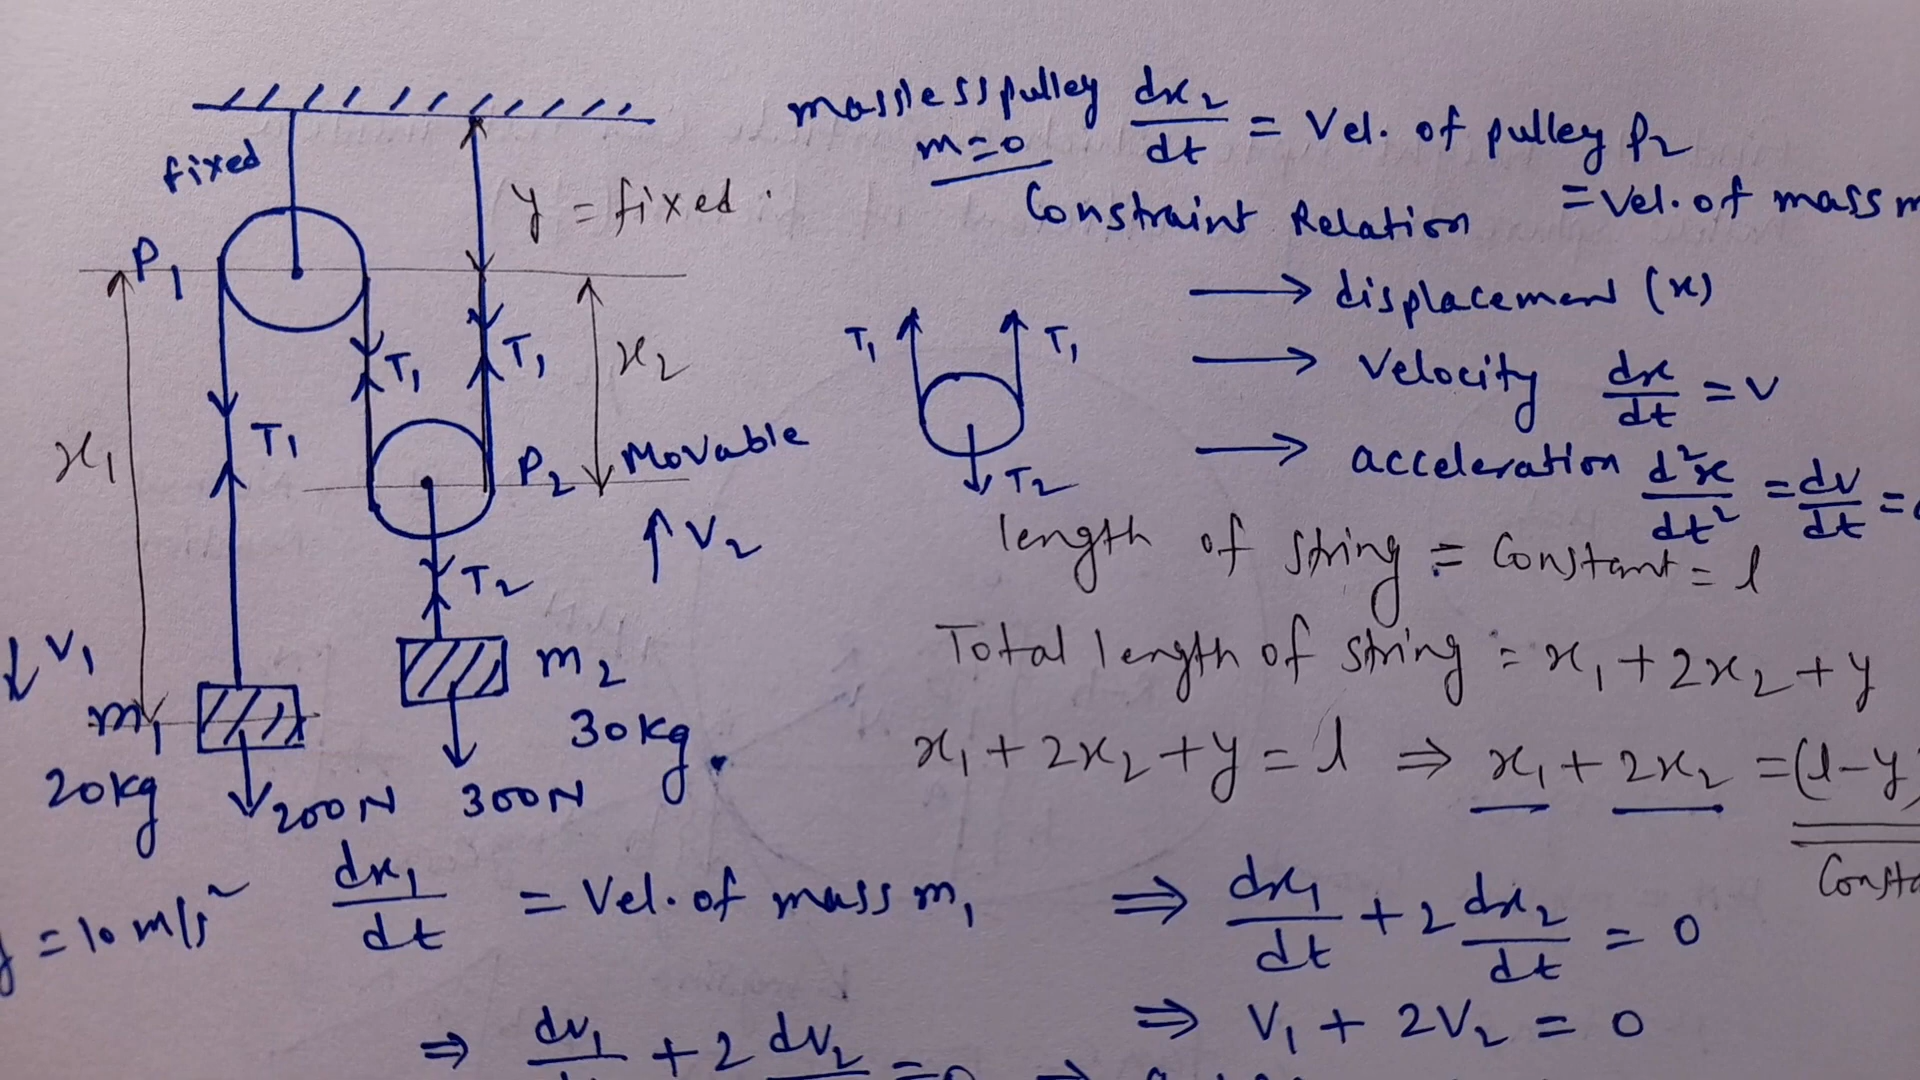 massless pulley dx₂/dt = Vel. of pulley P₂
m=0
= Vel. of mass m
fixed
y = fixed
Constraint Relation
P₁
→ displacement (x)
T₁ T₁ x₂ T₁ T₁
→ Velocity dx/dt = v
x₁ T₁
P₂ Movable
T₂
→ acceleration d²x/dt² = dv/dt =
↑V₂
length of string = Constant = l
T₂
↓V₁
m₂
Total length of string = x₁ + 2x₂ + y
m₁
30kg.
x₁ + 2x₂ + y = l ⇒ x₁ + 2x₂ = (l-y)
20kg
200N 300N
dx₁/dt = Vel. of mass m₁
⇒ dx₁/dt + 2 dx₂/dt = 0
= 10 m/s²
⇒ V₁ + 2V₂ = 0
⇒ dv₁ + 2 dv₂ = 0 ⇒